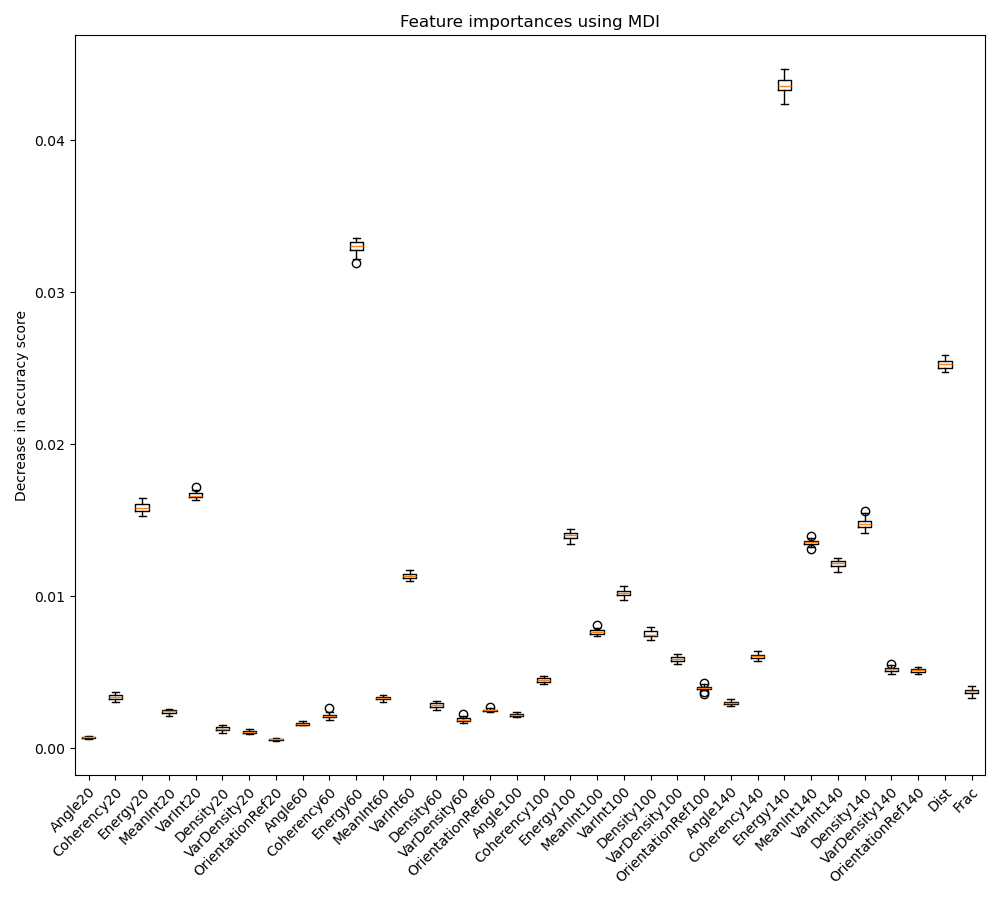 Feature importances using MDI
Decrease in accuracy score
0.04
0.03
0.02
0.01
0.00
Angle20
Coherency20
Energy20
MeanInt20
VarInt20
Density20
VarDensity20
OrientationRef20
Angle60
Coherency60
Energy60
MeanInt60
VarInt60
Density60
VarDensity60
OrientationRef60
Angle100
Coherency100
Energy100
MeanInt100
VarInt100
Density100
VarDensity100
OrientationRef100
Angle140
Coherency140
Energy140
MeanInt140
VarInt140
Density140
VarDensity140
OrientationRef140
Dist
Frac